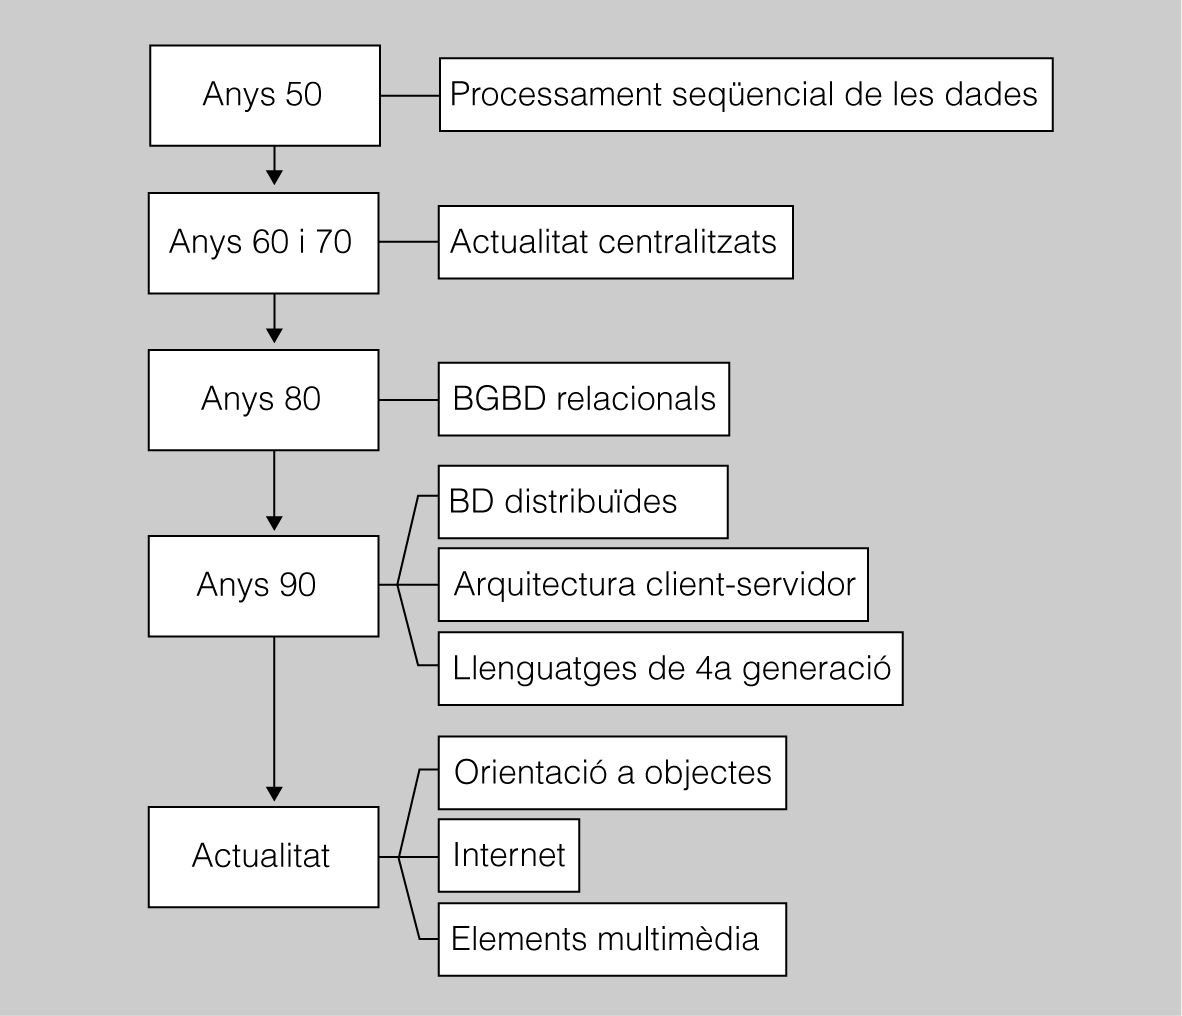 Anys 50
Processament seqüencial de les dades
Anys 60 i 70
Actualitat centralitzats
Anys 80
BGBD relacionals
BD distribuïdes
Anys 90
Arquitectura client-servidor
Llenguatges de 4a generació
Orientació a objectes
Actualitat
Internet
Elements multimèdia